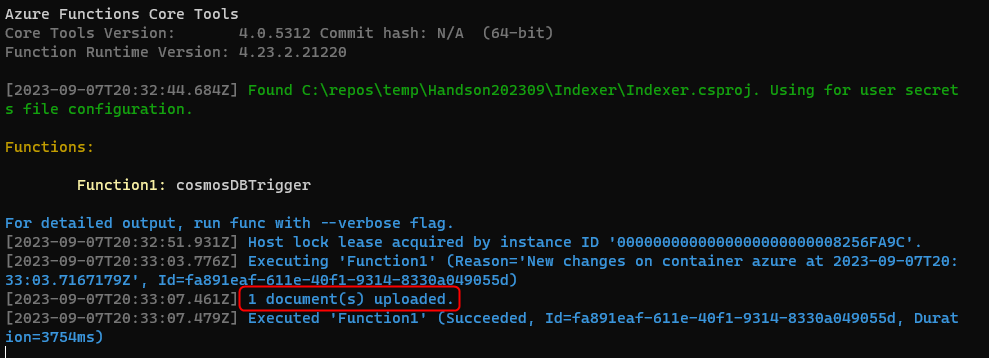 Azure Functions Core Tools
Core Tools Version:       4.0.5312 Commit hash: N/A  (64-bit)
Function Runtime Version: 4.23.2.21220
[2023-09-07T20:32:44.684Z] Found C:\repos\temp\Handson202309\Indexer\Indexer.csproj. Using for user secret
s file configuration.
Functions:
        Function1: cosmosDBTrigger
For detailed output, run func with --verbose flag.
[2023-09-07T20:32:51.931Z] Host lock lease acquired by instance ID '0000000000000000000000008256FA9C'.
[2023-09-07T20:33:03.776Z] Executing 'Function1' (Reason='New changes on container azure at 2023-09-07T20:
33:03.7167179Z', Id=fa891eaf-611e-40f1-9314-8330a049055d)
[2023-09-07T20:33:07.461Z] 1 document(s) uploaded.
[2023-09-07T20:33:07.479Z] Executed 'Function1' (Succeeded, Id=fa891eaf-611e-40f1-9314-8330a049055d, Durat
ion=3754ms)